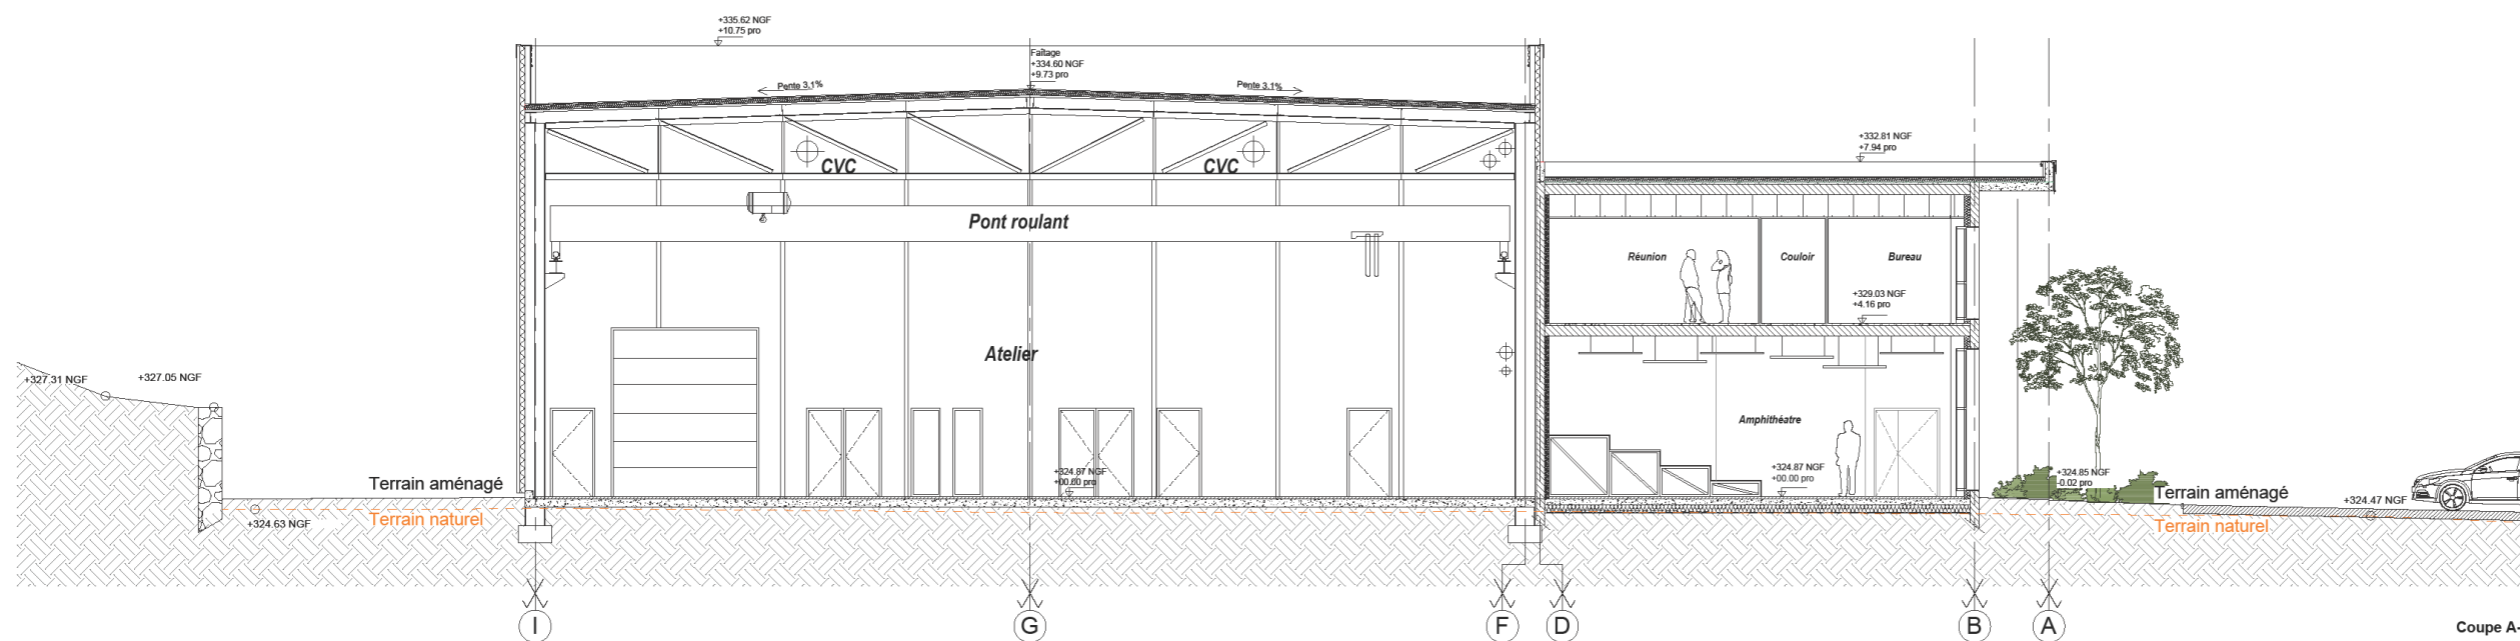 +335.62 NGF
+10.75 pro
Faîtage
+334.60 NGF
+9.73 pro
Pente 3,1%
Pente 3,1%
+332.81 NGF
+7.94 pro
CVC
CVC
Pont roulant
Réunion
Couloir
Bureau
+329.03 NGF
+4.16 pro
Atelier
+327.31 NGF
+327.05 NGF
Amphithéatre
+324.87 NGF
+00.00 pro
+324.87 NGF
+00.00 pro
+324.85 NGF
-0.02 pro
Terrain aménagé
Terrain aménagé
+324.47 NGF
Terrain naturel
+324.63 NGF
Terrain naturel
I
G
F
D
B
A
Coupe A-